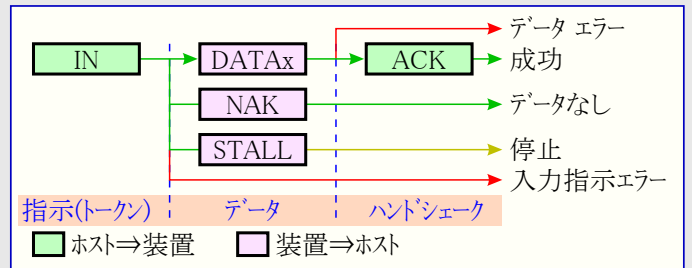 データ エラー
IN DATAx ACK 成功
NAK データなし
STALL 停止
入力指示エラー
指示(トークン) データ ハンドシェーク
ホスト⇒装置 装置⇒ホスト